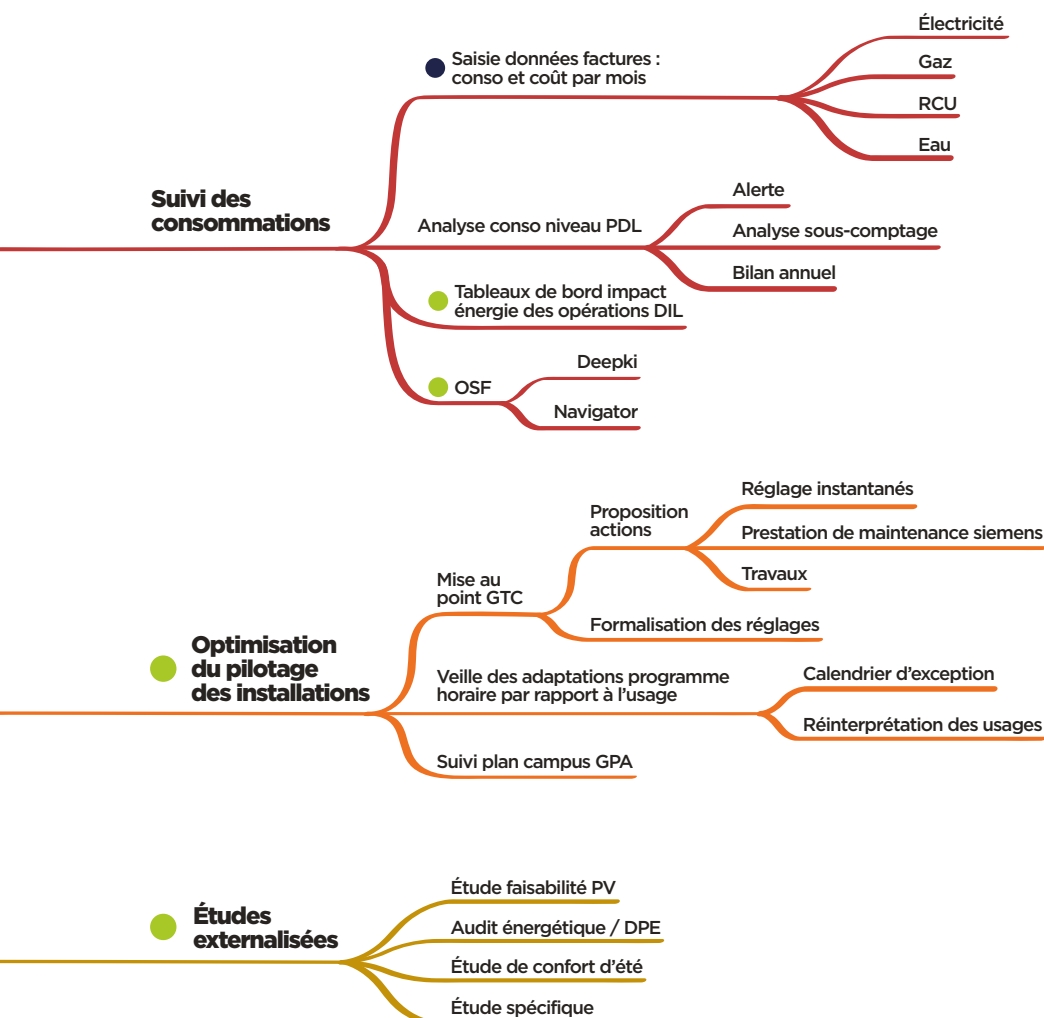 Suivi des
consommations
Saisie données factures :
conso et coût par mois
Électricité
Gaz
RCU
Eau
Analyse conso niveau PDL
Alerte
Analyse sous-comptage
Bilan annuel
Tableaux de bord impact
énergie des opérations DIL
OSF
Deepki
Navigator
Optimisation
du pilotage
des installations
Mise au
point GTC
Proposition
actions
Réglage instantanés
Prestation de maintenance siemens
Travaux
Formalisation des réglages
Veille des adaptations programme
horaire par rapport à l'usage
Calendrier d'exception
Réinterprétation des usages
Suivi plan campus GPA
Études
externalisées
Étude faisabilité PV
Audit énergétique / DPE
Étude de confort d'été
Étude spécifique